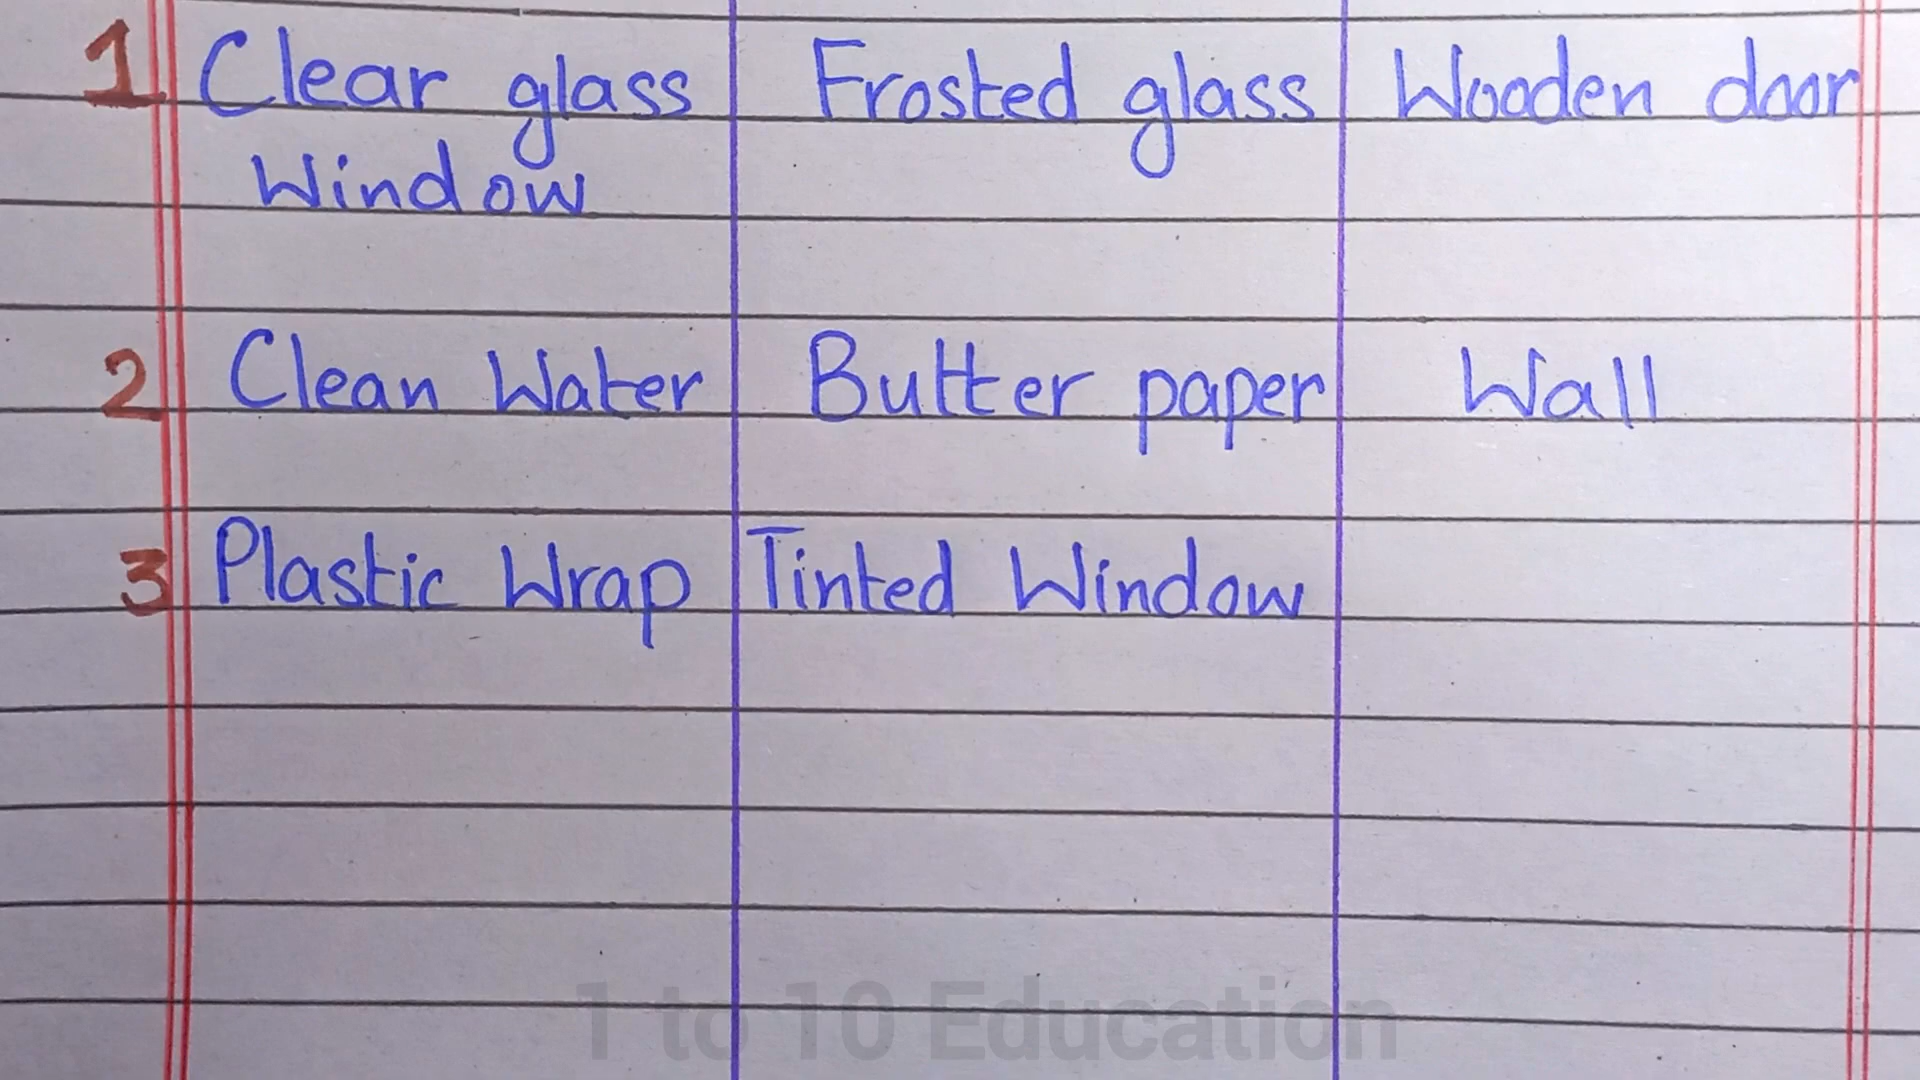 1 Clear glass Frosted glass Wooden door
Window
2 Clean Water Butter paper Wall
3 Plastic Wrap Tinted Window
1 to 10 Education